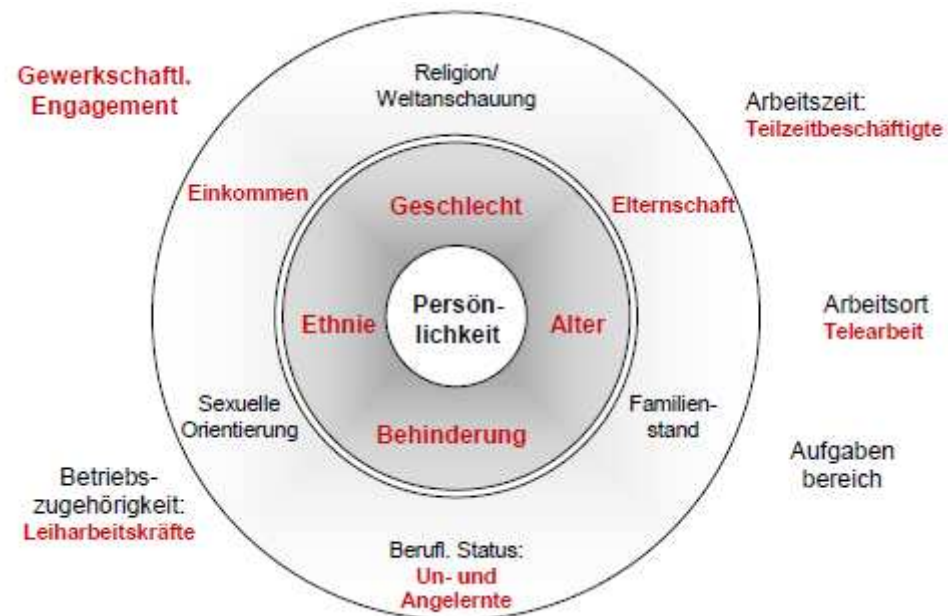 Gewerkschaftl.
Engagement
Religion/
Weltanschauung
Arbeitszeit:
Teilzeitbeschäftigte
Einkommen
Geschlecht
Elternschaft
Ethnie
Persön-
lichkeit
Alter
Arbeitsort
Telearbeit
Sexuelle
Orientierung
Behinderung
Familien-
stand
Aufgaben
bereich
Betriebs-
zugehörigkeit:
Leiharbeitskräfte
Berufl. Status:
Un- und
Angelernte